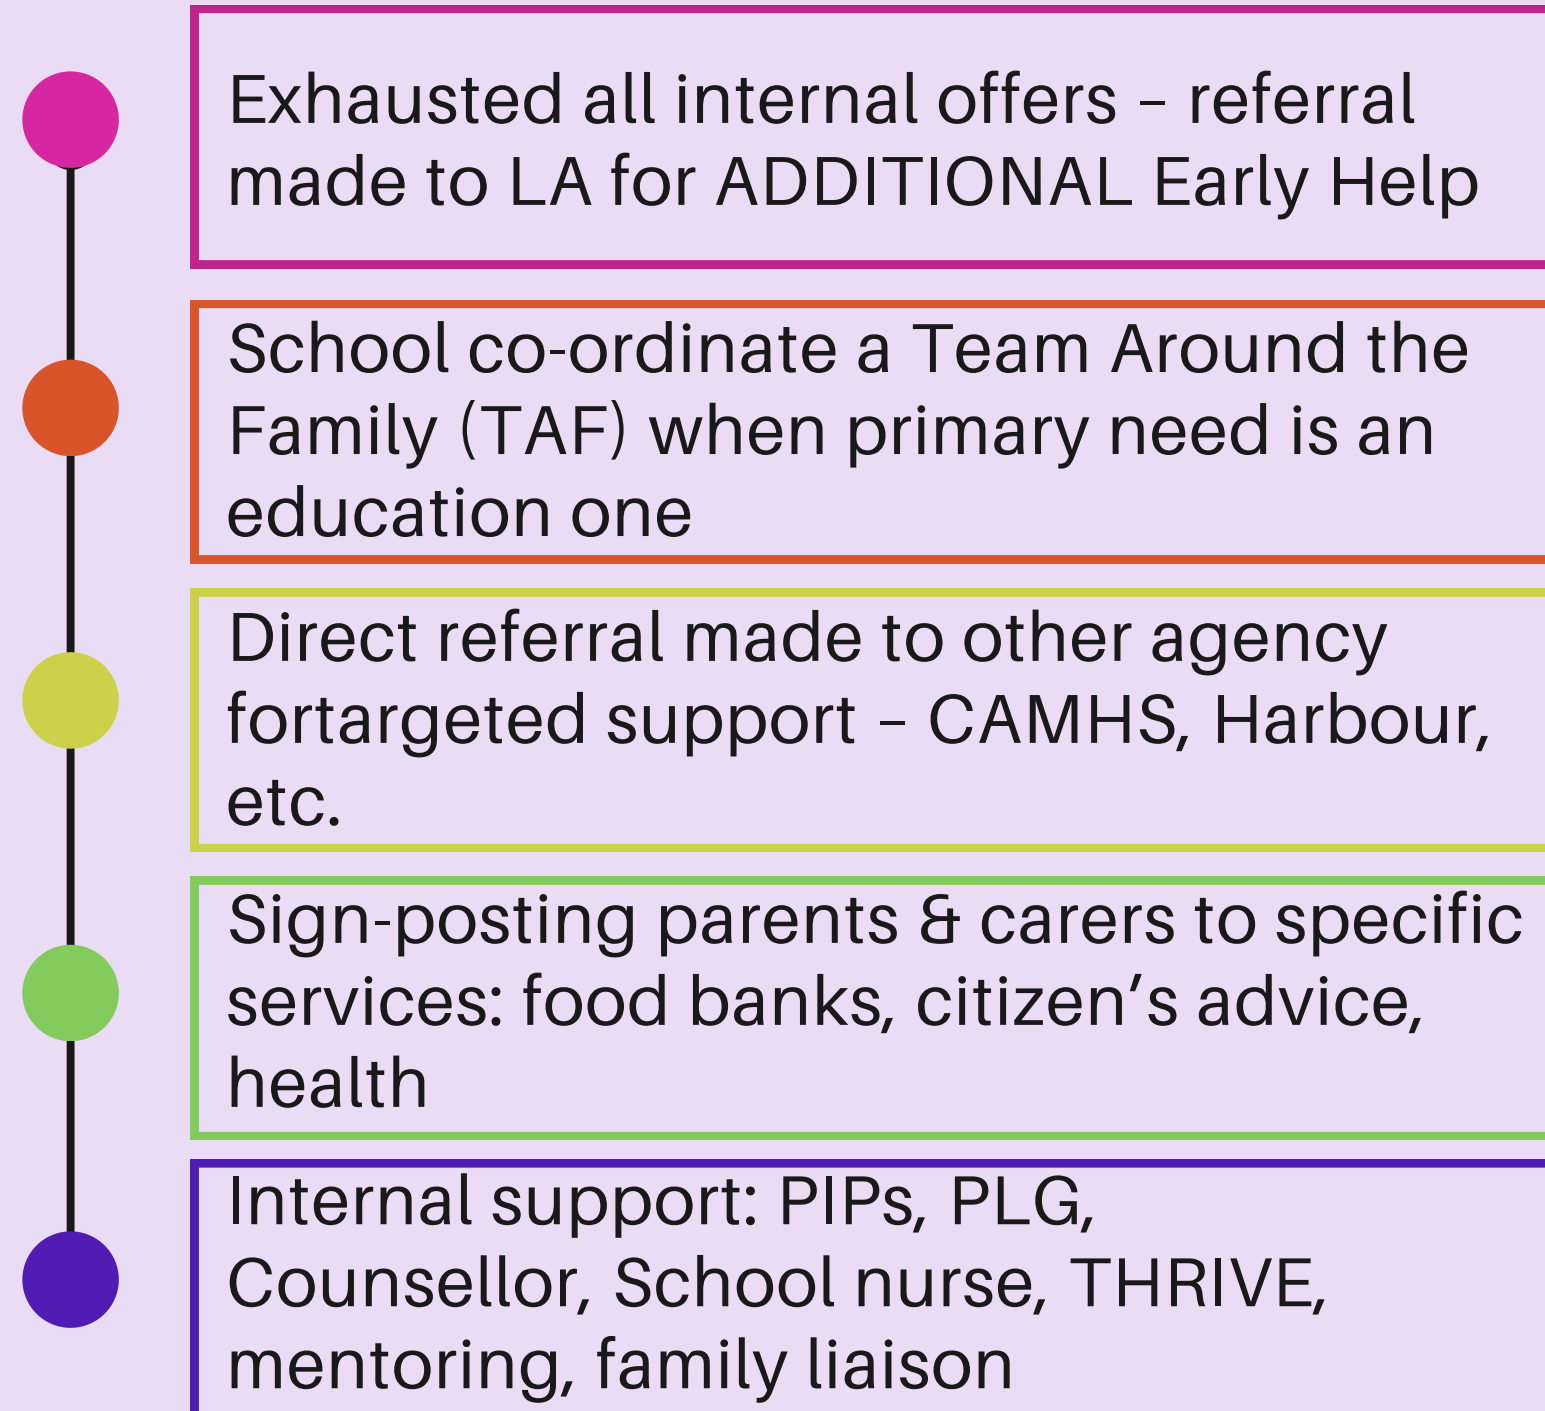 Exhausted all internal offers – referral
made to LA for ADDITIONAL Early Help
School co-ordinate a Team Around the
Family (TAF) when primary need is an
education one
Direct referral made to other agency
fortargeted support – CAMHS, Harbour,
etc.
Sign-posting parents & carers to specific
services: food banks, citizen’s advice,
health
Internal support: PIPs, PLG,
Counsellor, School nurse, THRIVE,
mentoring, family liaison